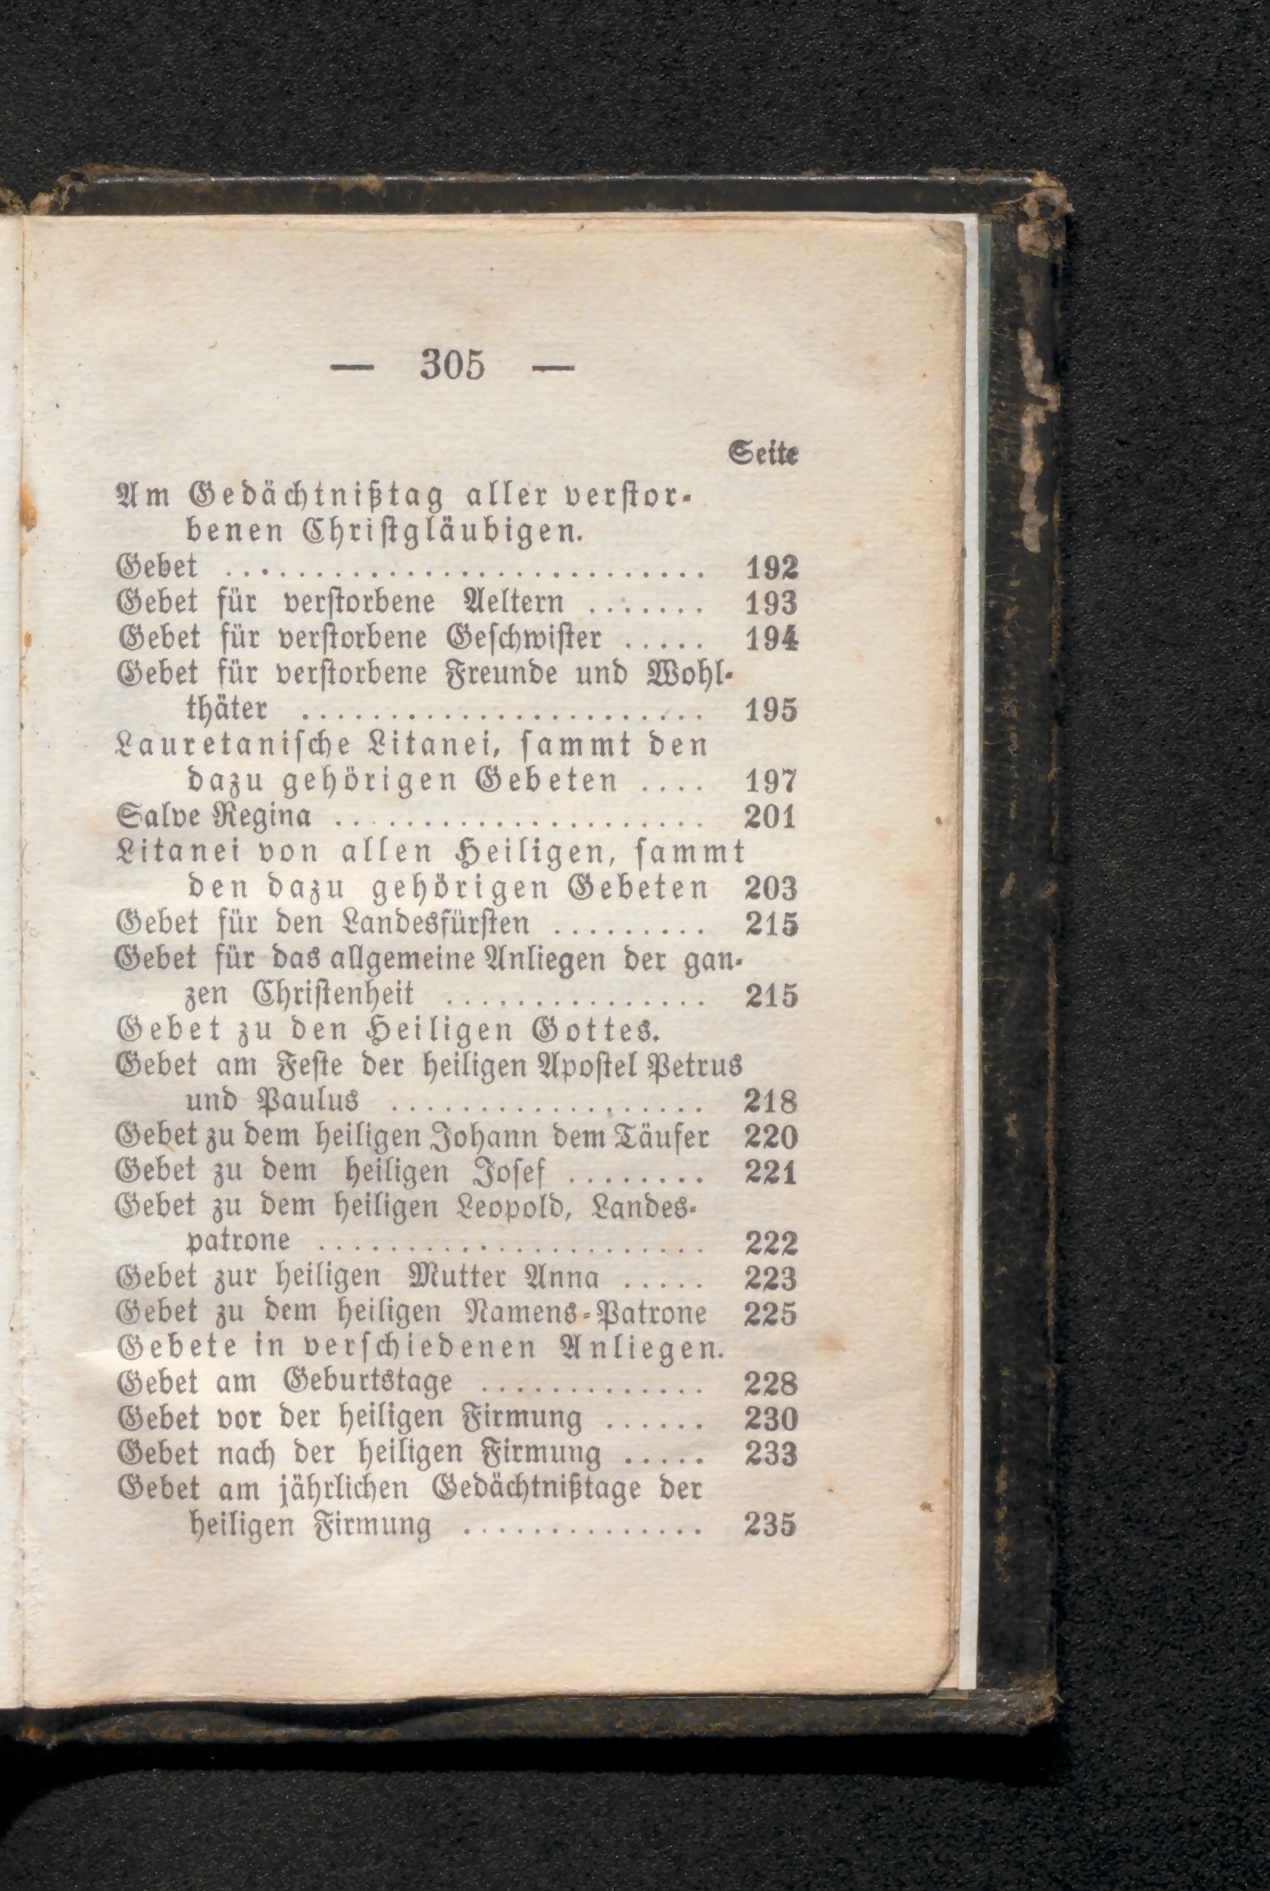 — 305 —
Seite
Am Gedächtnißtag aller verstor-
benen Christgläubigen.
Gebet ........................... 192
Gebet für verstorbene Aeltern ....... 193
Gebet für verstorbene Geschwister ..... 194
Gebet für verstorbene Freunde und Wohl-
thäter ....................... 195
Lauretanische Litanei, sammt den
dazu gehörigen Gebeten .... 197
Salve Regina ..................... 201
Litanei von allen Heiligen, sammt
den dazu gehörigen Gebeten 203
Gebet für den Landesfürsten ......... 215
Gebet für das allgemeine Anliegen der gan-
zen Christenheit ............... 215
Gebet zu den Heiligen Gottes.
Gebet am Feste der heiligen Apostel Petrus
und Paulus .................. 218
Gebet zu dem heiligen Johann dem Täufer 220
Gebet zu dem heiligen Josef ........ 221
Gebet zu dem heiligen Leopold, Landes-
patrone ...................... 222
Gebet zur heiligen Mutter Anna ..... 223
Gebet zu dem heiligen Namens-Patrone 225
Gebete in verschiedenen Anliegen.
Gebet am Geburtstage ............. 228
Gebet vor der heiligen Firmung ...... 230
Gebet nach der heiligen Firmung ..... 233
Gebet am jährlichen Gedächtnißtage der
heiligen Firmung .............. 235